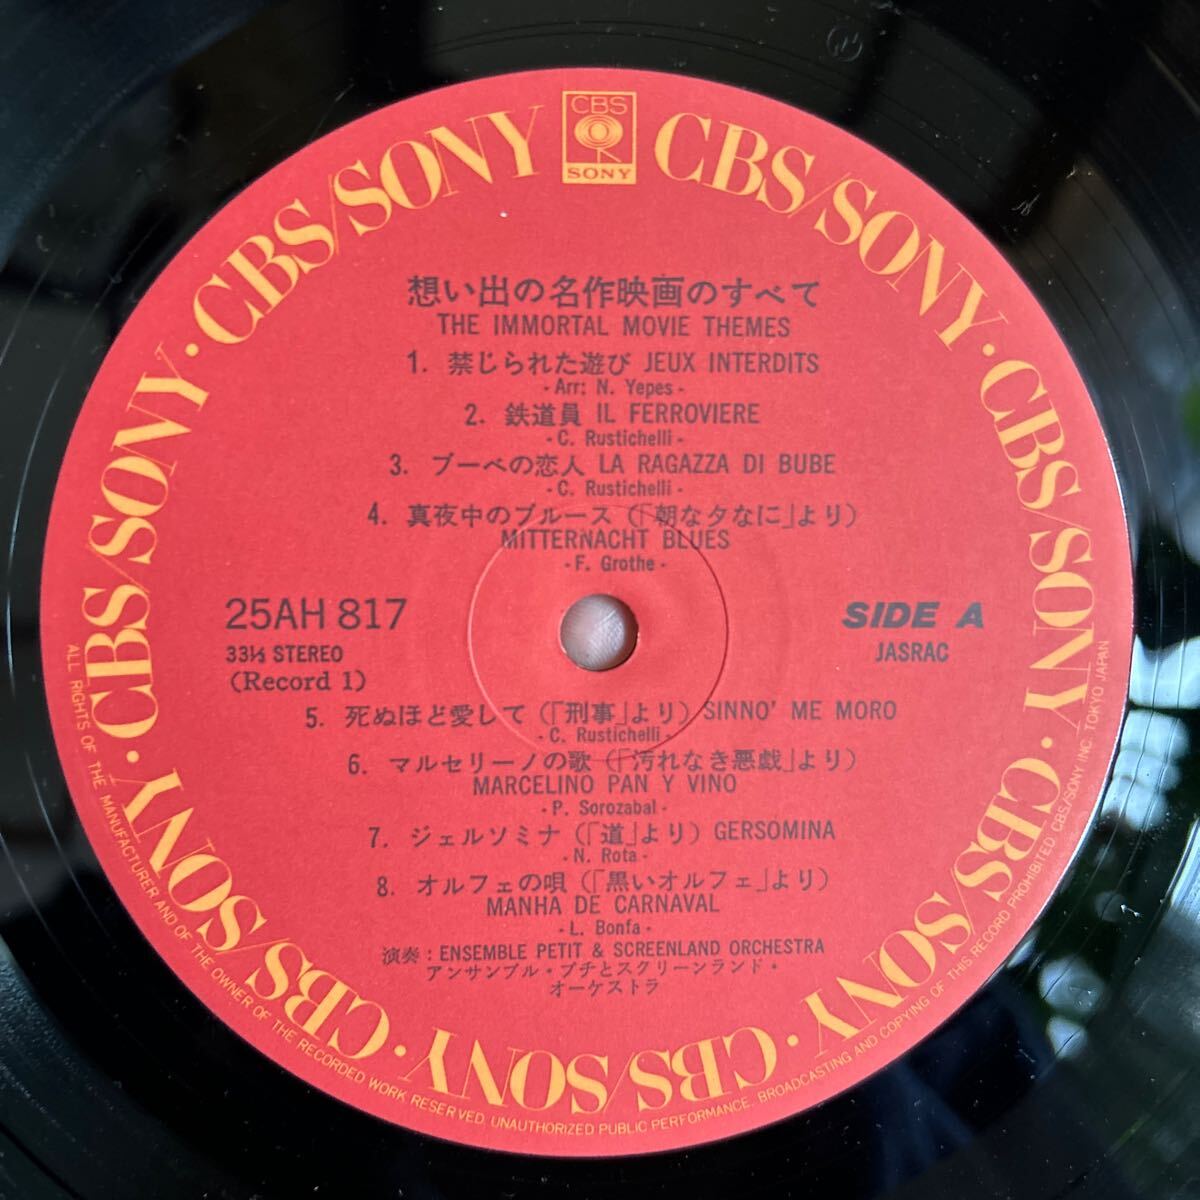 CBS
SONY
CBS/SONY · CBS/SONY · CBS/SONY · CBS/SONY · CBS/SONY · CBS/SONY · CBS/SONY · CBS/SONY
想い出の名作映画のすべて
THE IMMORTAL MOVIE THEMES
1. 禁じられた遊び JEUX INTERDITS
- Arr: N. Yepes -
2. 鉄道員 IL FERROVIERE
- C. Rustichelli -
3. ブーベの恋人 LA RAGAZZA DI BUBE
- C. Rustichelli -
4. 真夜中のブルース (「朝な夕なに」より)
MITTERNACHT BLUES
- F. Grothe -
25AH 817
33⅓ STEREO
(Record 1)
SIDE A
JASRAC
5. 死ぬほど愛して (「刑事」より) SINNO' ME MORO
- C. Rustichelli -
6. マルセリーノの歌 (「汚れなき悪戯」より)
MARCELINO PAN Y VINO
- P. Sorozabal -
7. ジェルソミナ (「道」より) GERSOMINA
- N. Rota -
8. オルフェの唄 (「黒いオルフェ」より)
MANHA DE CARNAVAL
- L. Bonfa -
演奏 : ENSEMBLE PETIT & SCREENLAND ORCHESTRA
アンサンブル・プチとスクリーンランド・
オーケストラ
ALL RIGHTS OF THE MANUFACTURER AND OF THE OWNER OF THE RECORDED WORK RESERVED. UNAUTHORIZED PUBLIC PERFORMANCE, BROADCASTING AND COPYING OF THIS RECORD PROHIBITED CBS/SONY INC. TOKYO JAPAN